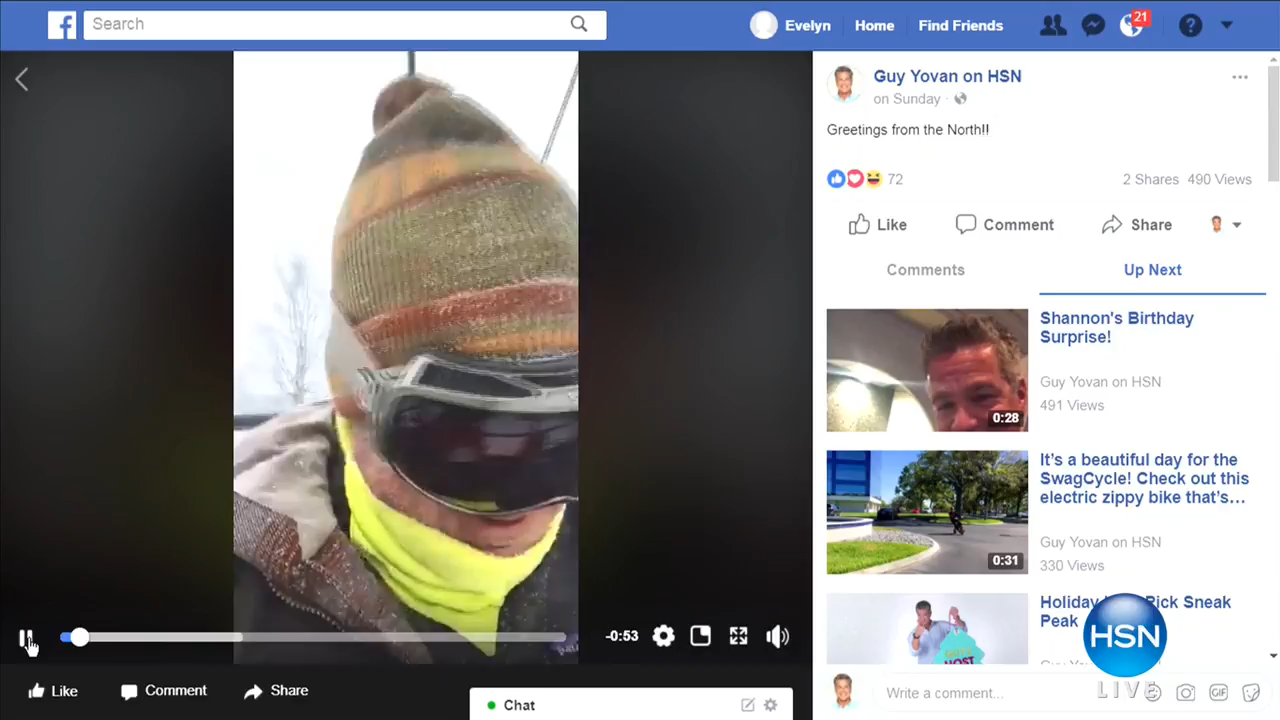 Search
Evelyn
Home
Find Friends
21
Guy Yovan on HSN
on Sunday
Greetings from the North!!
72
2 Shares 490 Views
Like
Comment
Share
Comments
Up Next
Shannon's Birthday
Surprise!
Guy Yovan on HSN
491 Views
0:28
It's a beautiful day for the
SwagCycle! Check out this
electric zippy bike that's...
Guy Yovan on HSN
330 Views
0:31
Holiday Pick Sneak
Peak
HOST
-0:53
HSN
LIVE
Like
Comment
Share
Chat
Write a comment...
GIF